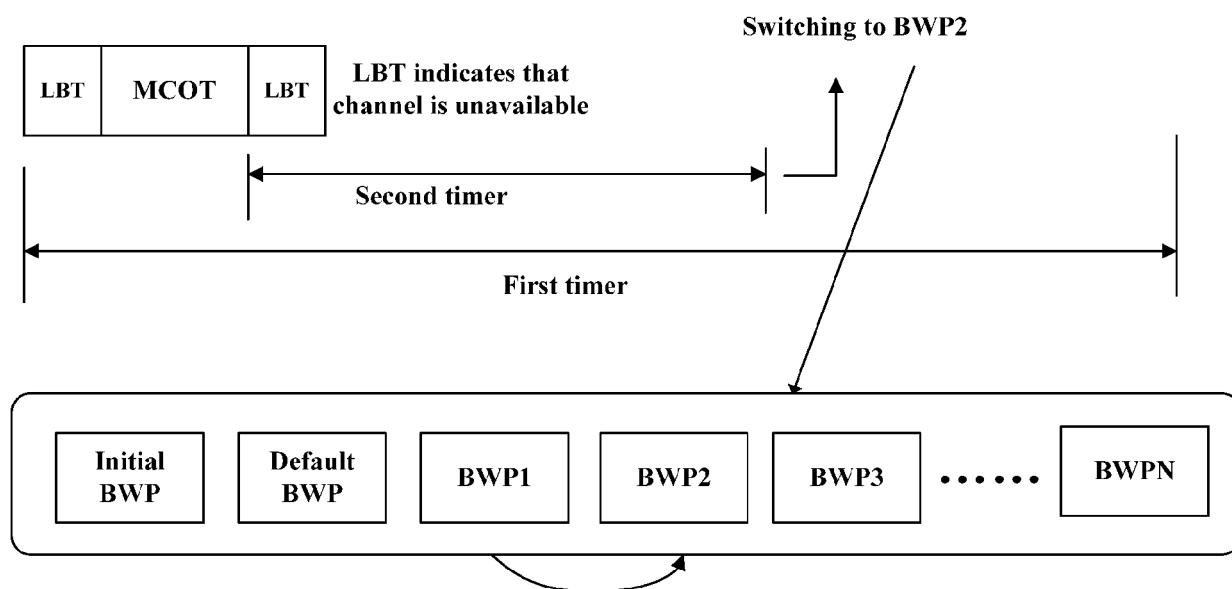 Switching to BWP2
LBT
MCOT
LBT
LBT indicates that
channel is unavailable
Second timer
First timer
Initial
BWP
Default
BWP
BWP1
BWP2
BWP3
......
BWPN